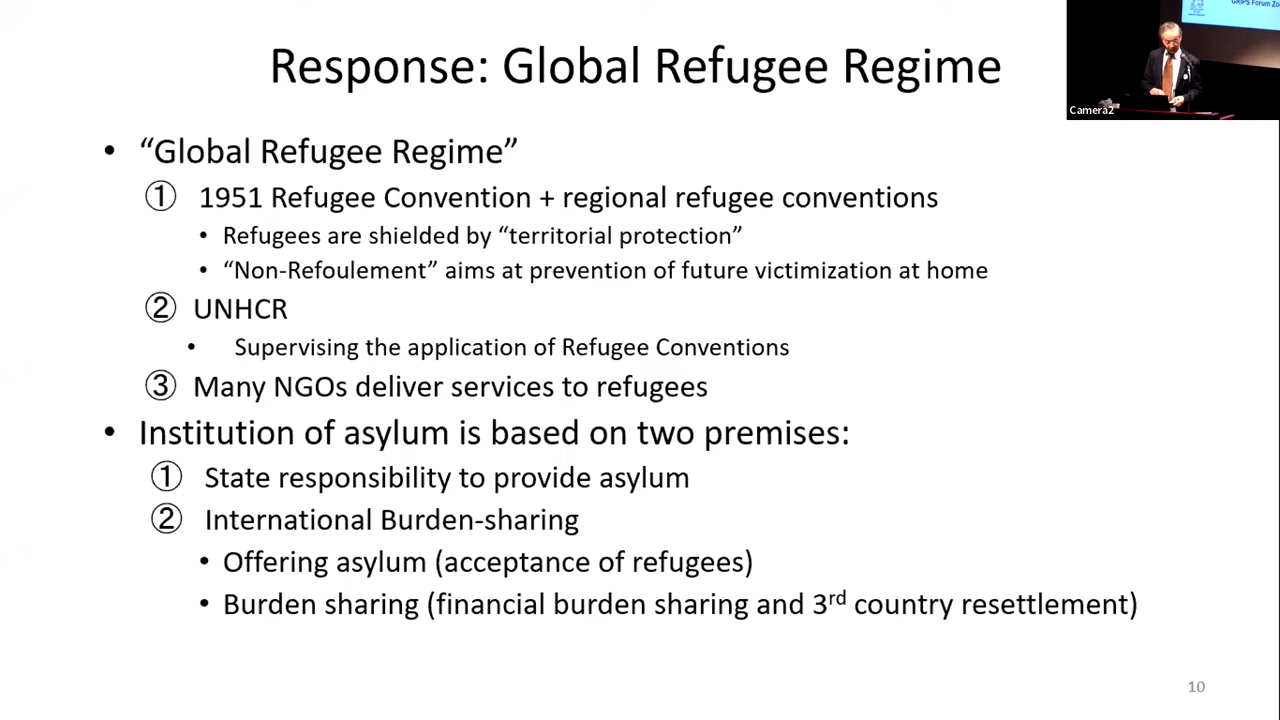 Response: Global Refugee Regime
GRIPS Forum
Camera2
• “Global Refugee Regime”
① 1951 Refugee Convention + regional refugee conventions
• Refugees are shielded by “territorial protection”
• “Non-Refoulement” aims at prevention of future victimization at home
② UNHCR
• Supervising the application of Refugee Conventions
③ Many NGOs deliver services to refugees
• Institution of asylum is based on two premises:
① State responsibility to provide asylum
② International Burden-sharing
• Offering asylum (acceptance of refugees)
• Burden sharing (financial burden sharing and 3rd country resettlement)
10